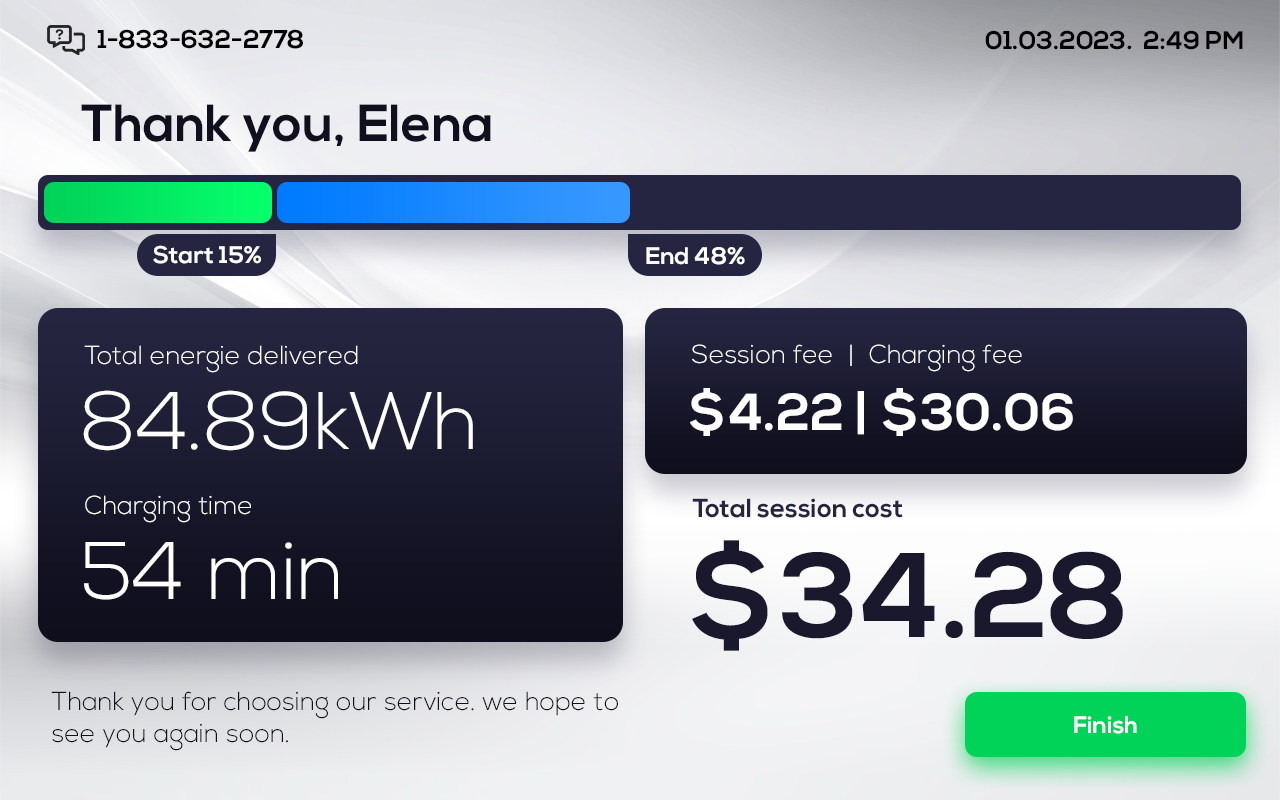 1-833-632-2778
01.03.2023. 2:49 PM
Thank you, Elena
Start 15%
End 48%
Total energie delivered
84.89kWh
Charging time
54 min
Session fee | Charging fee
$4.22 | $30.06
Total session cost
$34.28
Thank you for choosing our service. we hope to
see you again soon.
Finish